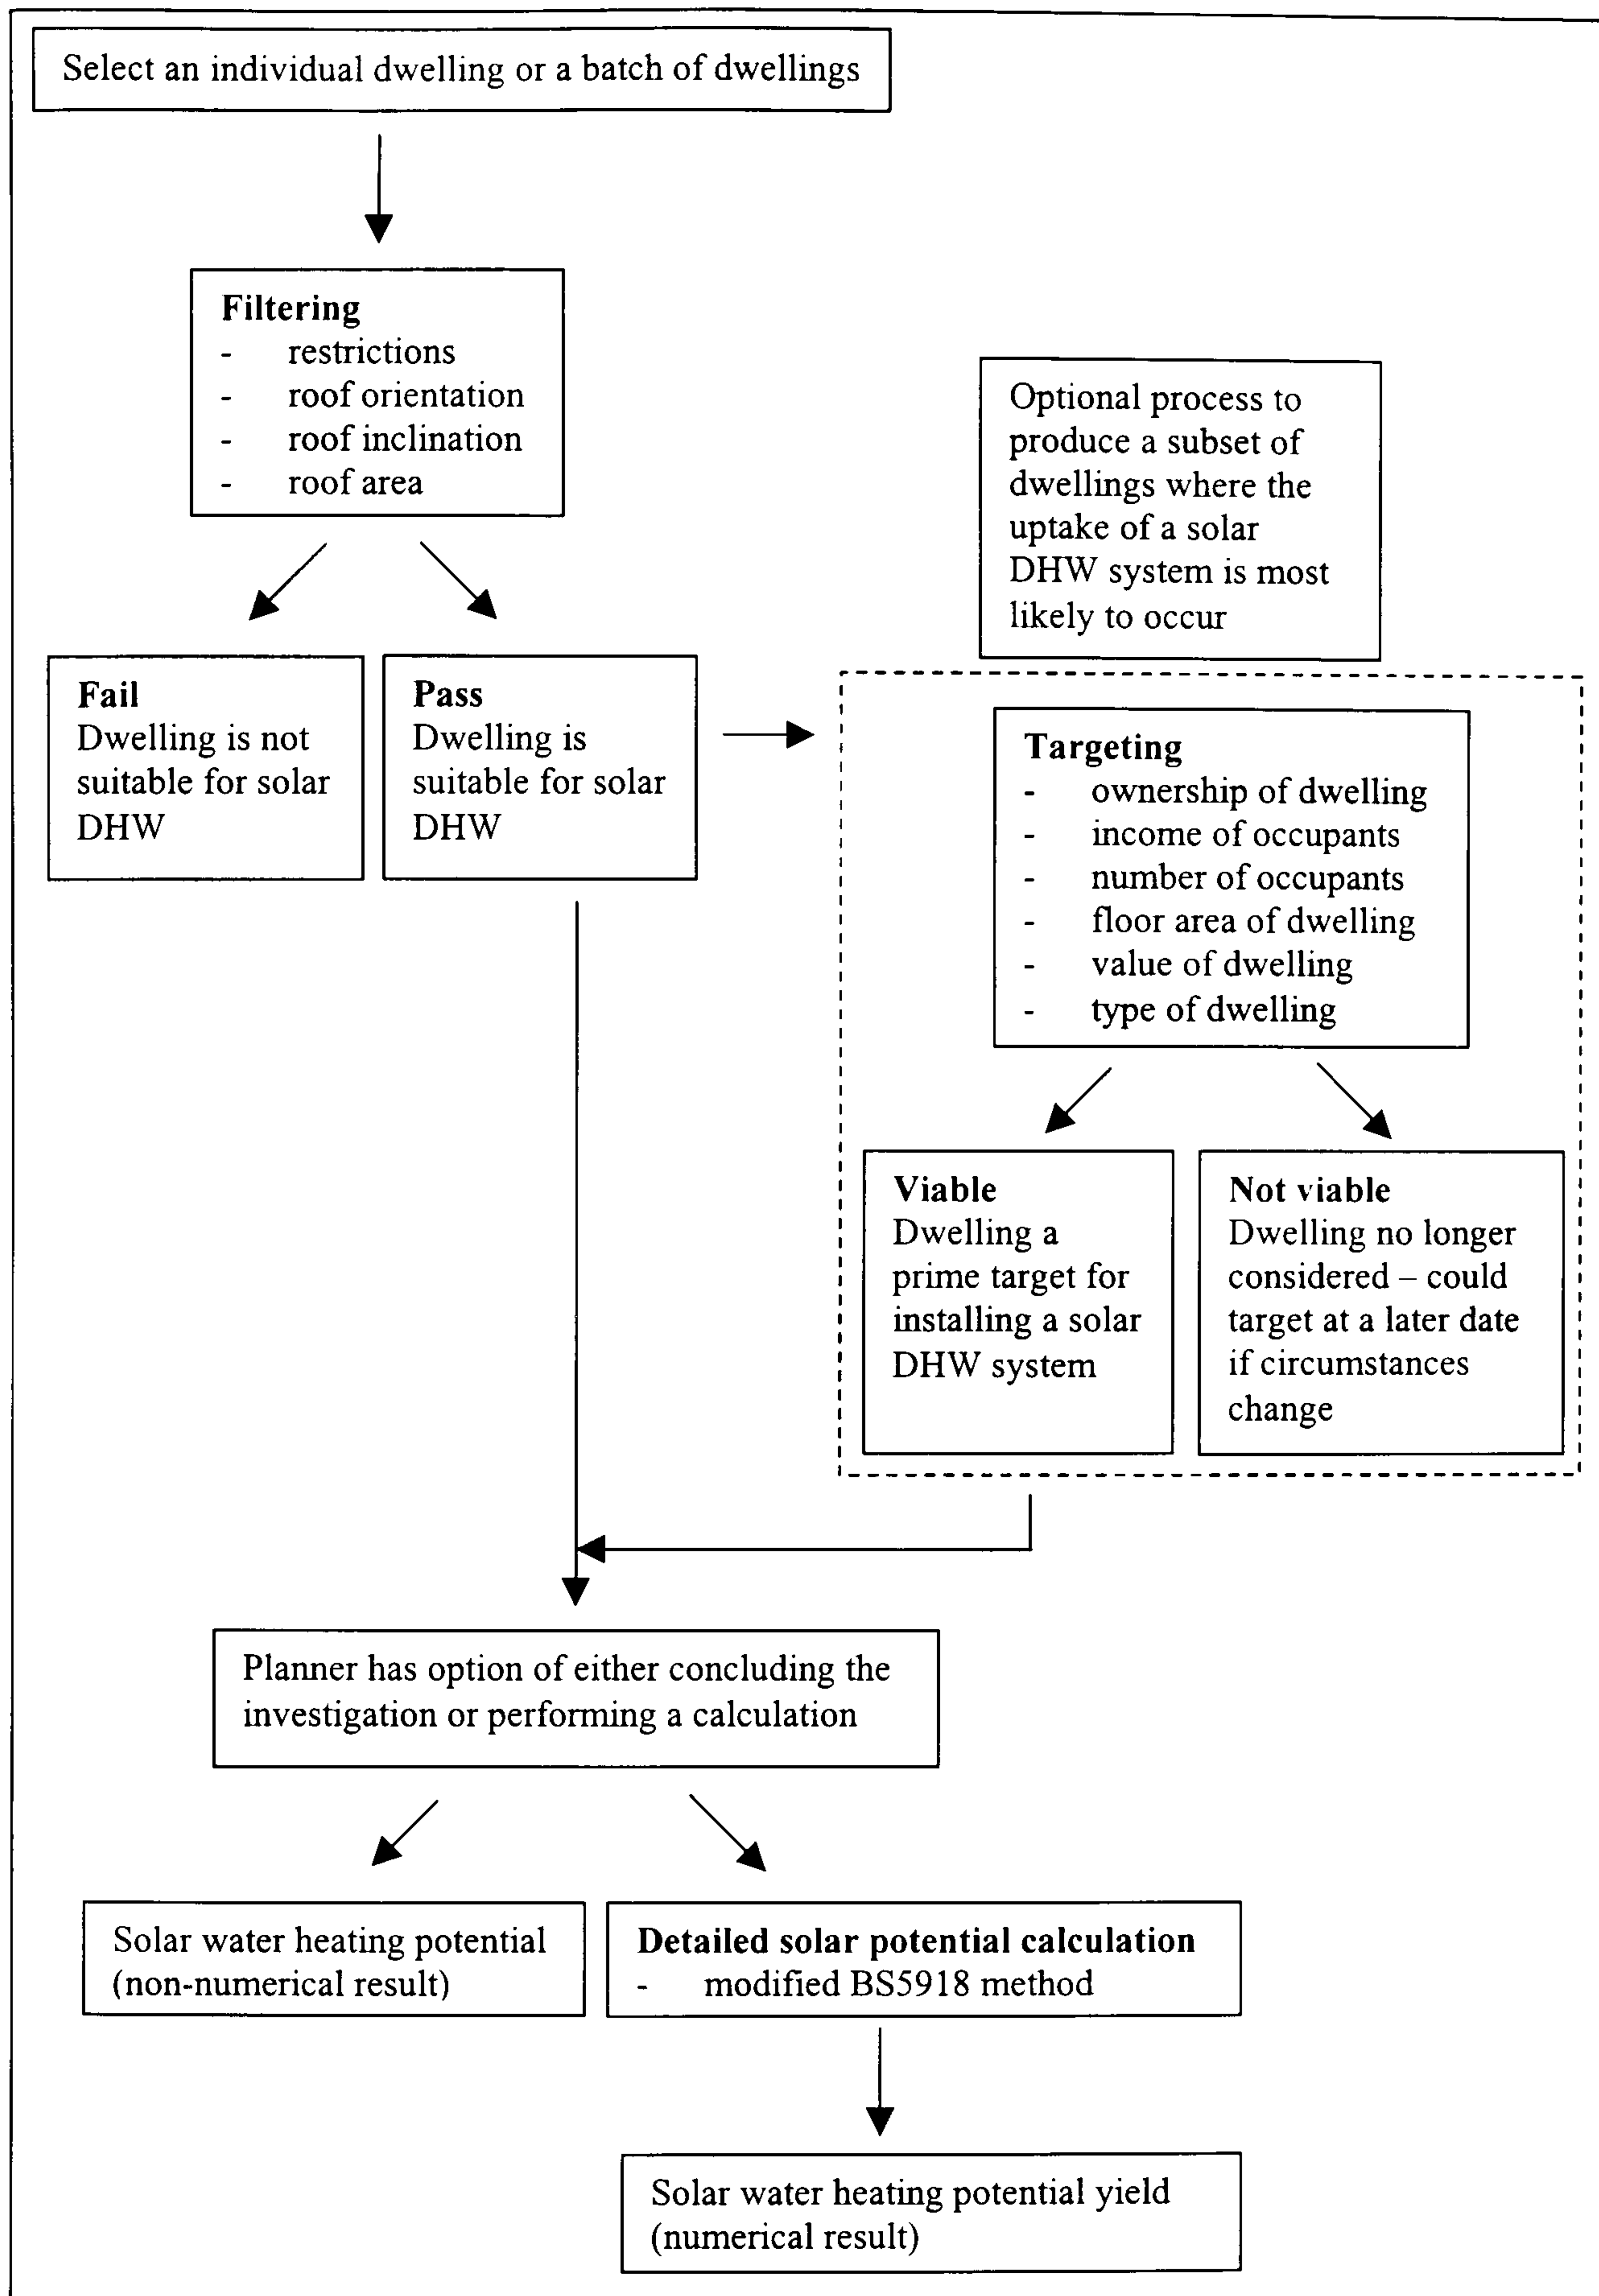 Select an individual dwelling or a batch of dwellings
Filtering
- restrictions
- roof orientation
- roof inclination
- roof area
Optional process to
produce a subset of
dwellings where the
uptake of a solar
DHW system is most
likely to occur
Fail
Dwelling is not
suitable for solar
DHW
Pass
Dwelling is
suitable for solar
DHW
Targeting
- ownership of dwelling
- income of occupants
- number of occupants
- floor area of dwelling
- value of dwelling
- type of dwelling
Viable
Dwelling a
prime target for
installing a solar
DHW system
Not viable
Dwelling no longer
considered – could
target at a later date
if circumstances
change
Planner has option of either concluding the
investigation or performing a calculation
Solar water heating potential
(non-numerical result)
Detailed solar potential calculation
- modified BS5918 method
Solar water heating potential yield
(numerical result)